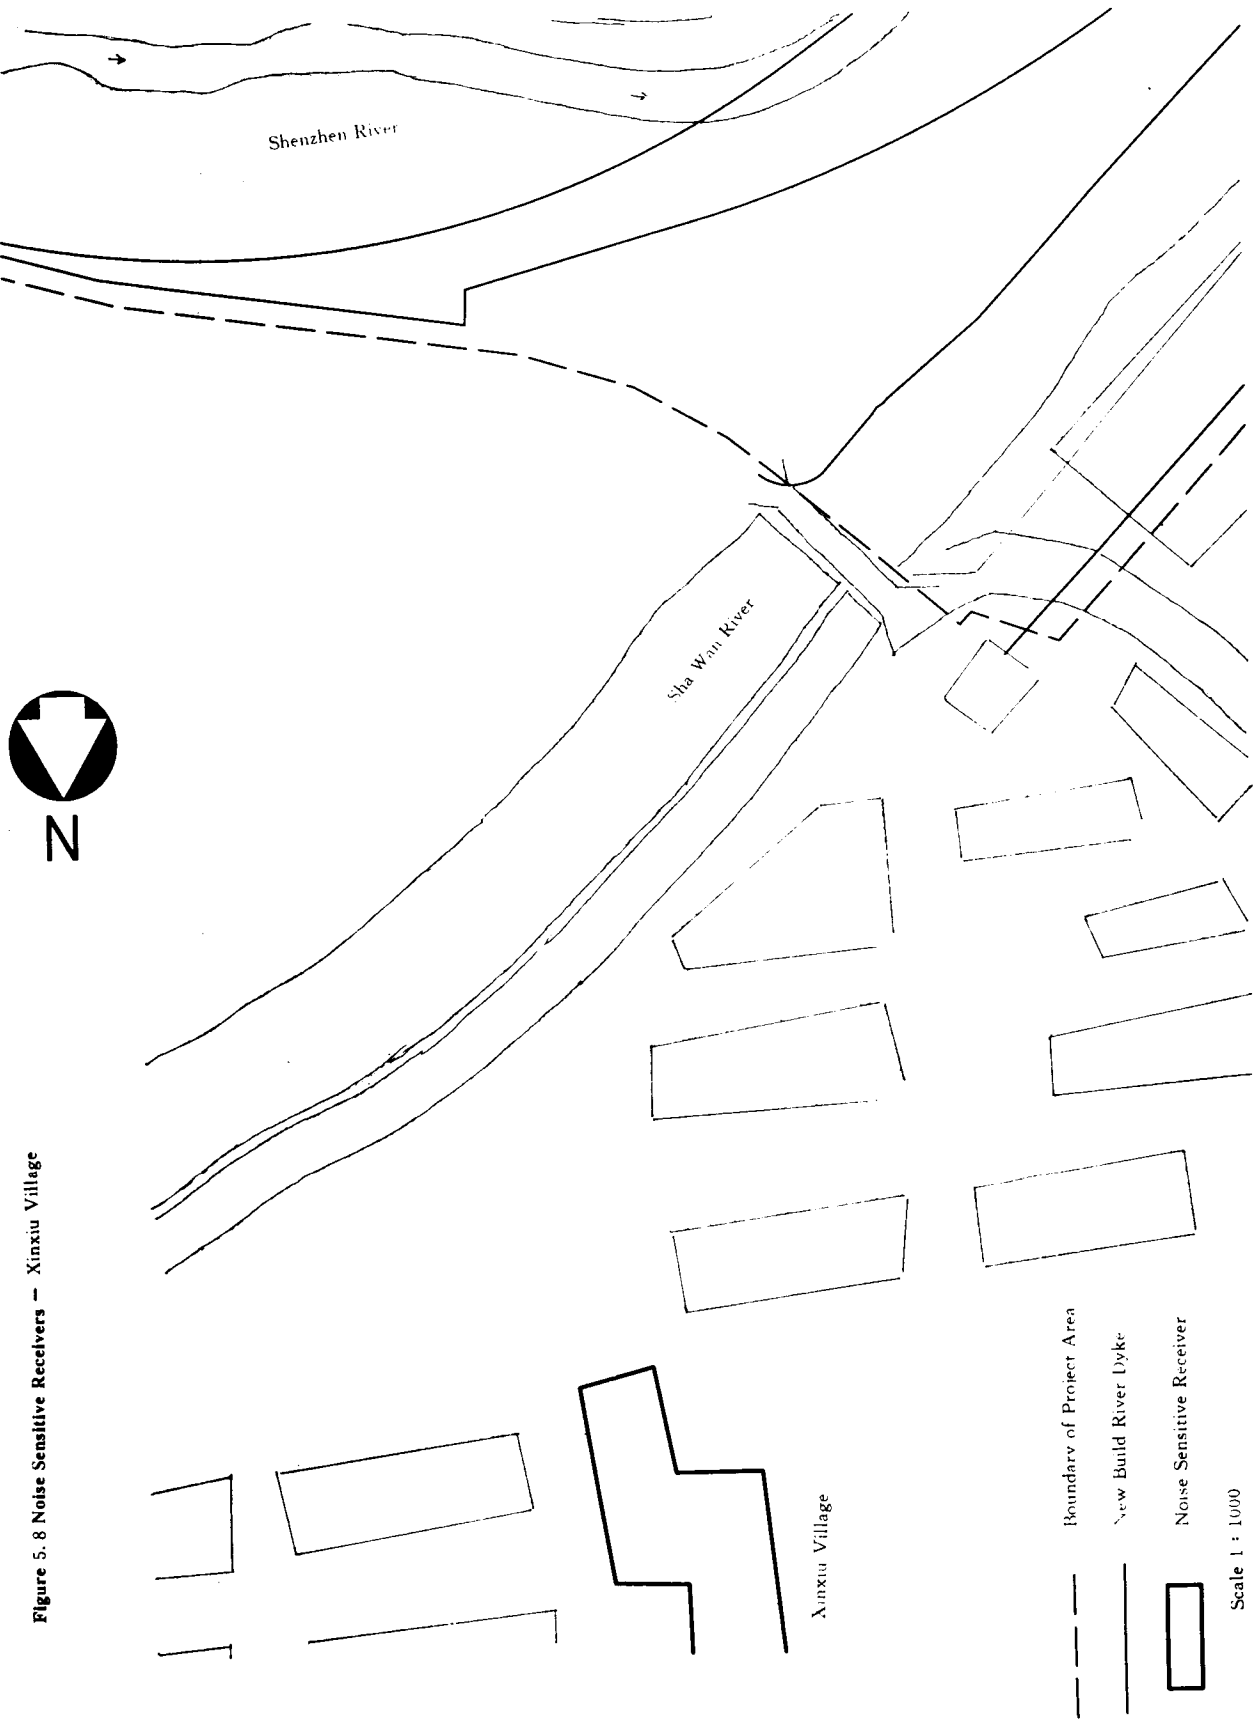 Shenzhen River
Sha Wan River
N
Figure 5. 8 Noise Sensitive Receivers — Xinxiu Village
Xinxiu Village
Boundary of Project Area
New Build River Dyke
Noise Sensitive Receiver
Scale 1 : 1000